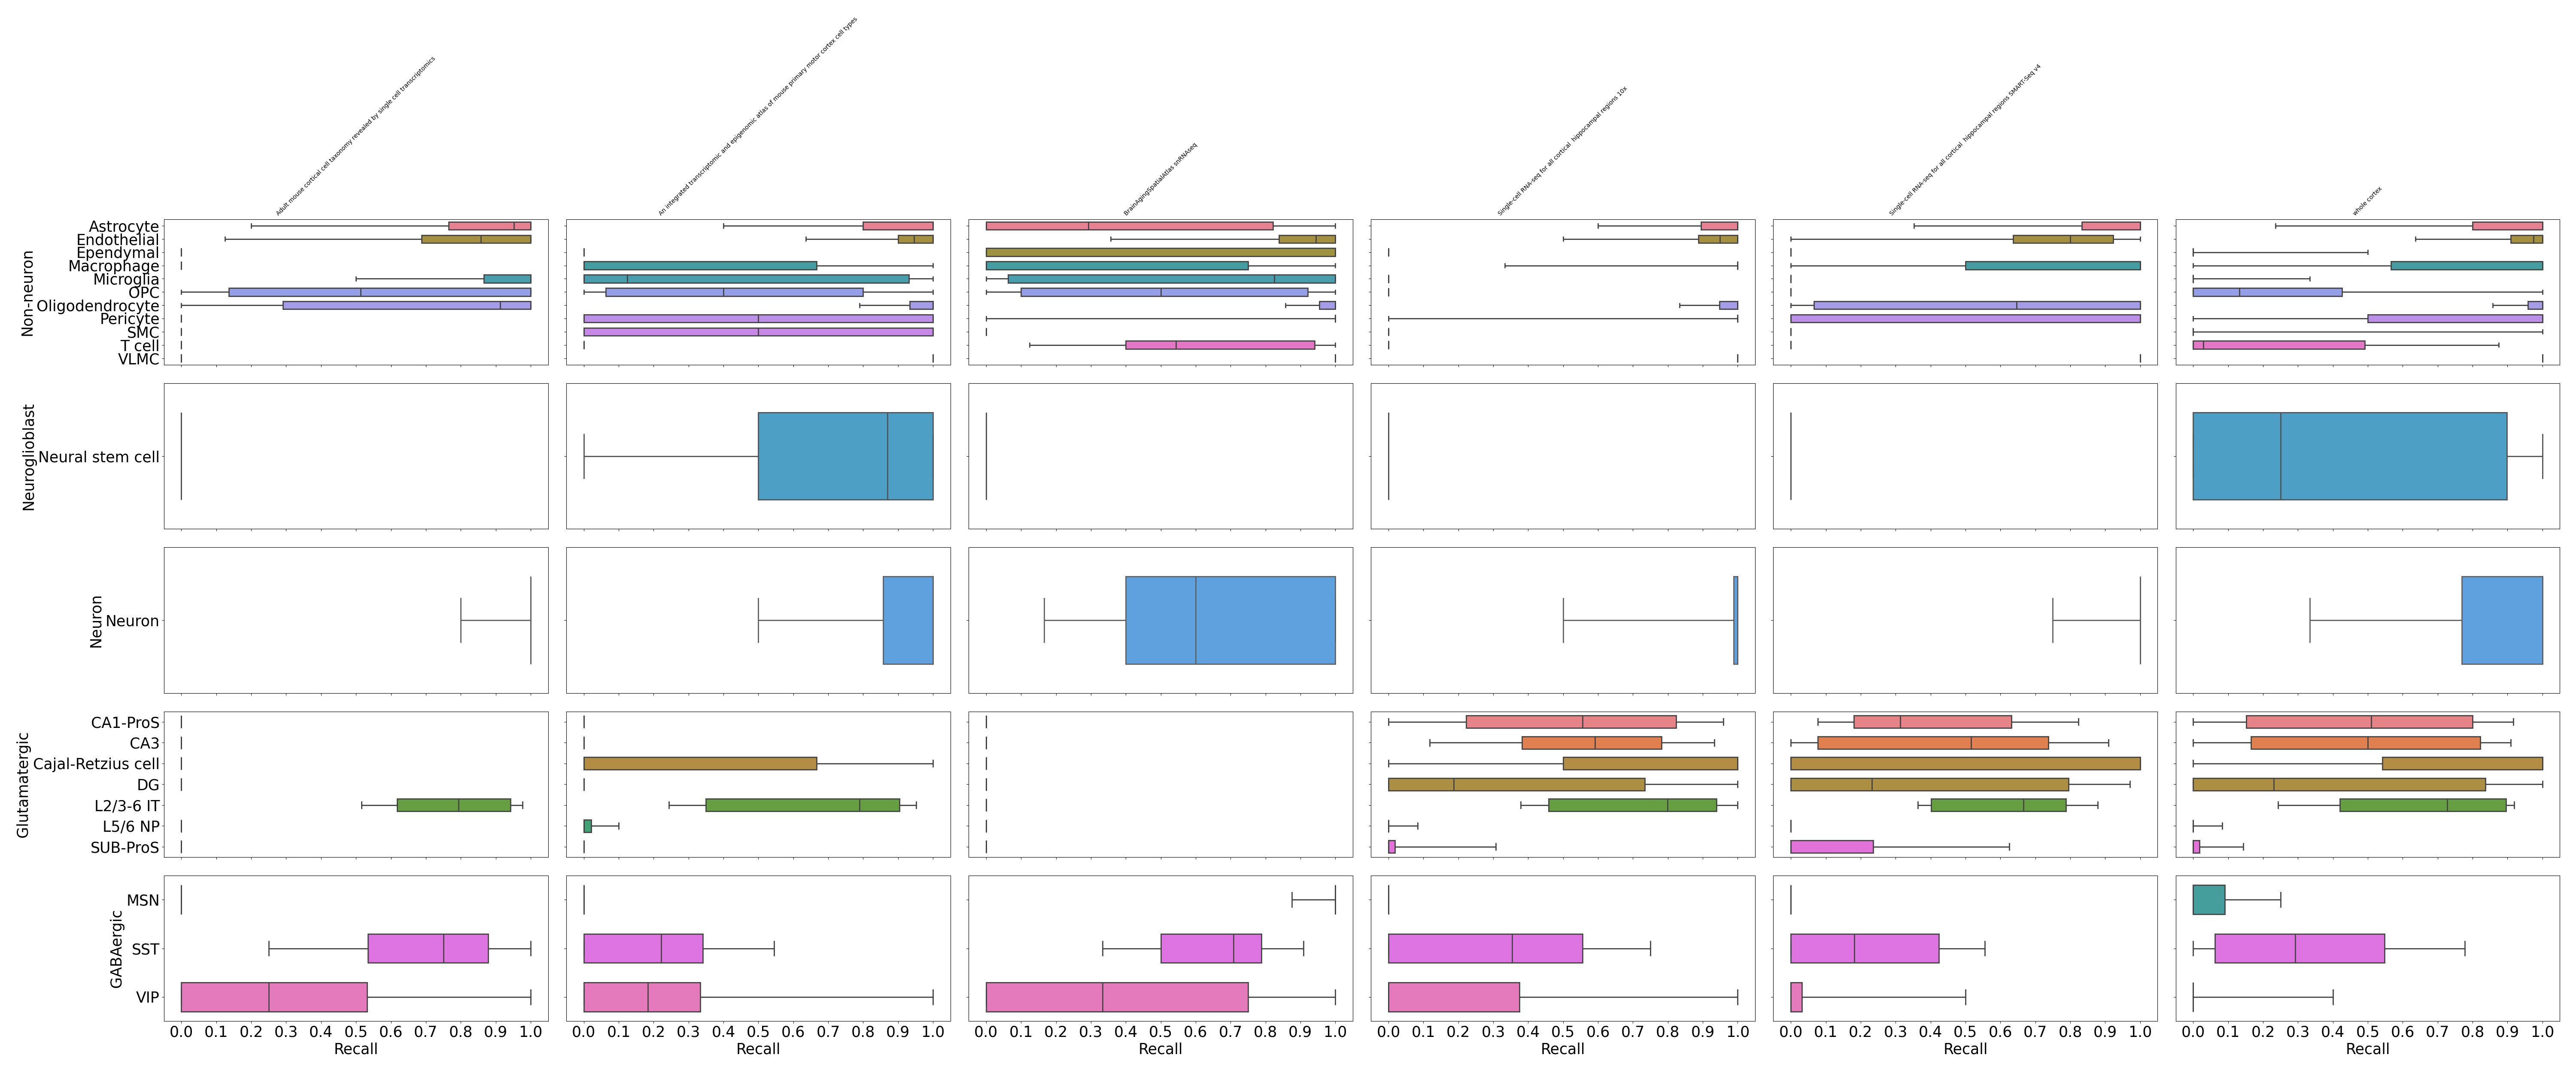 Adult mouse cortical cell taxonomy revealed by single cell transcriptomics
An integrated transcriptomic and epigenomic atlas of mouse primary motor cortex cell types
BrainAgingSpatialAtlas snRNAseq
Single-cell RNA-seq for all cortical  hippocampal regions 10x
Single-cell RNA-seq for all cortical  hippocampal regions SMART-Seq v4
whole cortex
Non-neuron
Astrocyte
Endothelial
Ependymal
Macrophage
Microglia
OPC
Oligodendrocyte
Pericyte
SMC
T cell
VLMC
Neuroglioblast
Neural stem cell
Neuron
Neuron
Glutamatergic
CA1-ProS
CA3
Cajal-Retzius cell
DG
L2/3-6 IT
L5/6 NP
SUB-ProS
GABAergic
MSN
SST
VIP
0.0 0.1 0.2 0.3 0.4 0.5 0.6 0.7 0.8 0.9 1.0
Recall
0.0 0.1 0.2 0.3 0.4 0.5 0.6 0.7 0.8 0.9 1.0
Recall
0.0 0.1 0.2 0.3 0.4 0.5 0.6 0.7 0.8 0.9 1.0
Recall
0.0 0.1 0.2 0.3 0.4 0.5 0.6 0.7 0.8 0.9 1.0
Recall
0.0 0.1 0.2 0.3 0.4 0.5 0.6 0.7 0.8 0.9 1.0
Recall
0.0 0.1 0.2 0.3 0.4 0.5 0.6 0.7 0.8 0.9 1.0
Recall